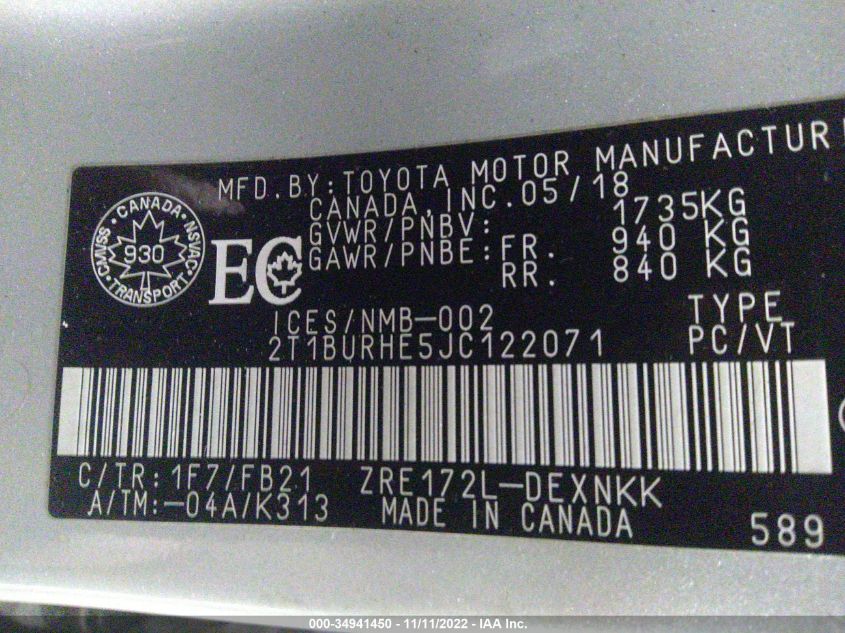 MFD. BY: TOYOTA MOTOR MANUFACTUR
CANADA, INC. 05/18
GVWR/PNBV: 1735KG
GAWR/PNBE: FR. 940 KG
RR. 840 KG
CANADA
CMVSS 930 NSVAC
TRANSPORT
EC
ICES/NMB-002 TYPE
2T1BURHE5JC122071 PC/VT
C/TR: 1F7/FB21 ZRE172L-DEXNKK
A/TM:-04A/K313 MADE IN CANADA 589
000-34941450 - 11/11/2022 - IAA Inc.